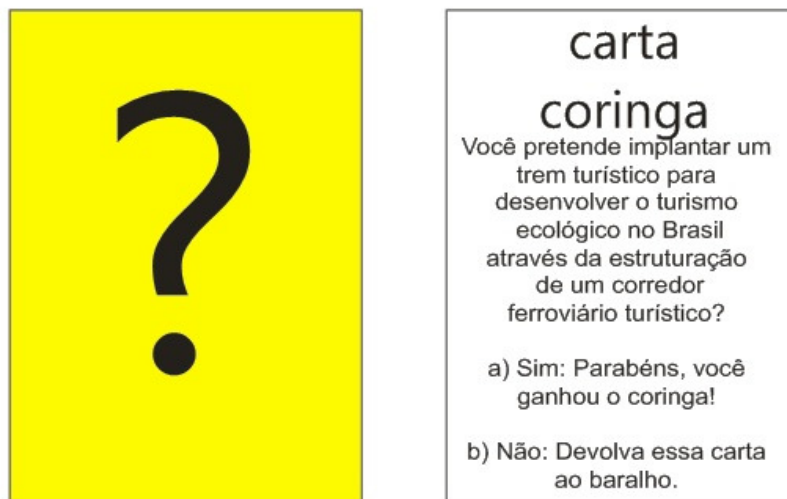 ?
carta
coringa
Você pretende implantar um
trem turístico para
desenvolver o turismo
ecológico no Brasil
através da estruturação
de um corredor
ferroviário turístico?
a) Sim: Parabéns, você
ganhou o coringa!
b) Não: Devolva essa carta
ao baralho.